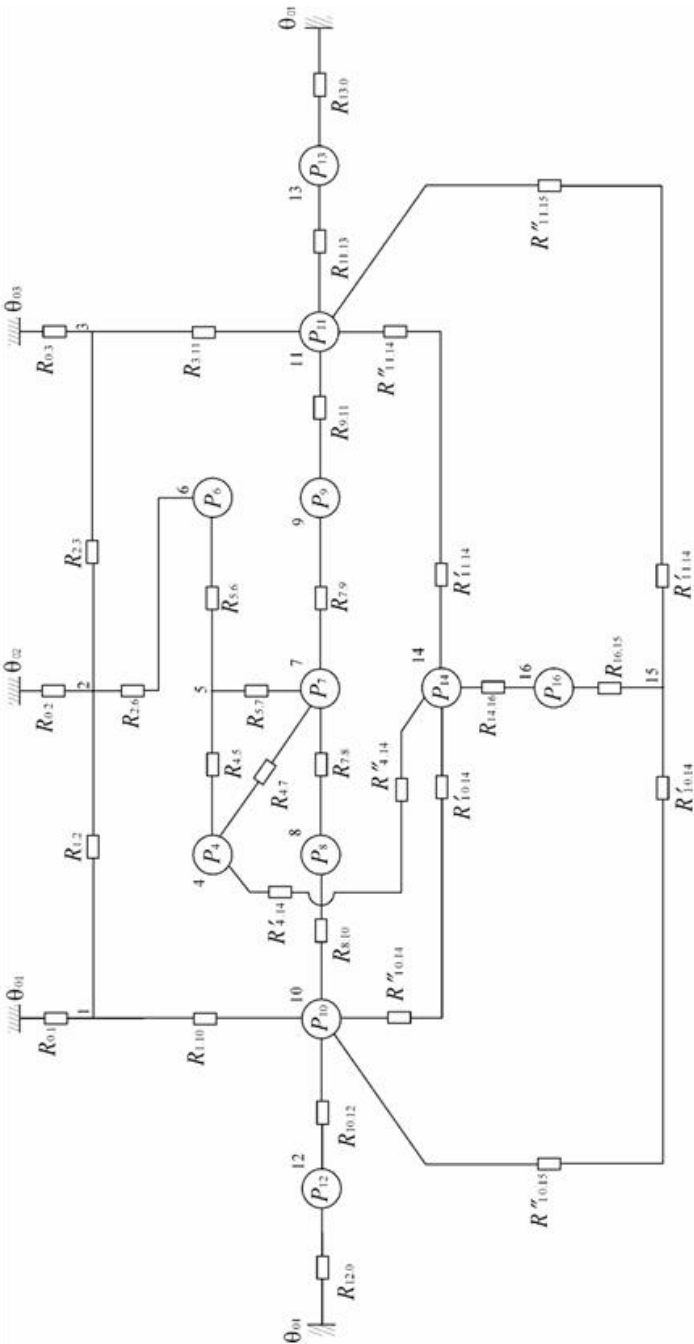 θ01
θ02
θ03
R0.1
R0.2
R0.3
1
2
3
R1.2
R2.3
R2.6
R1.10
R3.11
4
P4
R4.5
5
R5.6
6
P6
R4.7
R5.7
R'4.14
θ01
R12.0
12
P12
R10.12
10
P10
R8.10
8
P8
R7.8
7
P7
R7.9
9
P9
R9.11
11
P11
R11.13
13
P13
R13.0
θ01
R"10.14
R"4.14
R"11.14
R'10.14
14
P14
R'11.14
R14.16
R"10.15
16
P16
R"11.15
R16.15
R'10.14
15
R'11.14